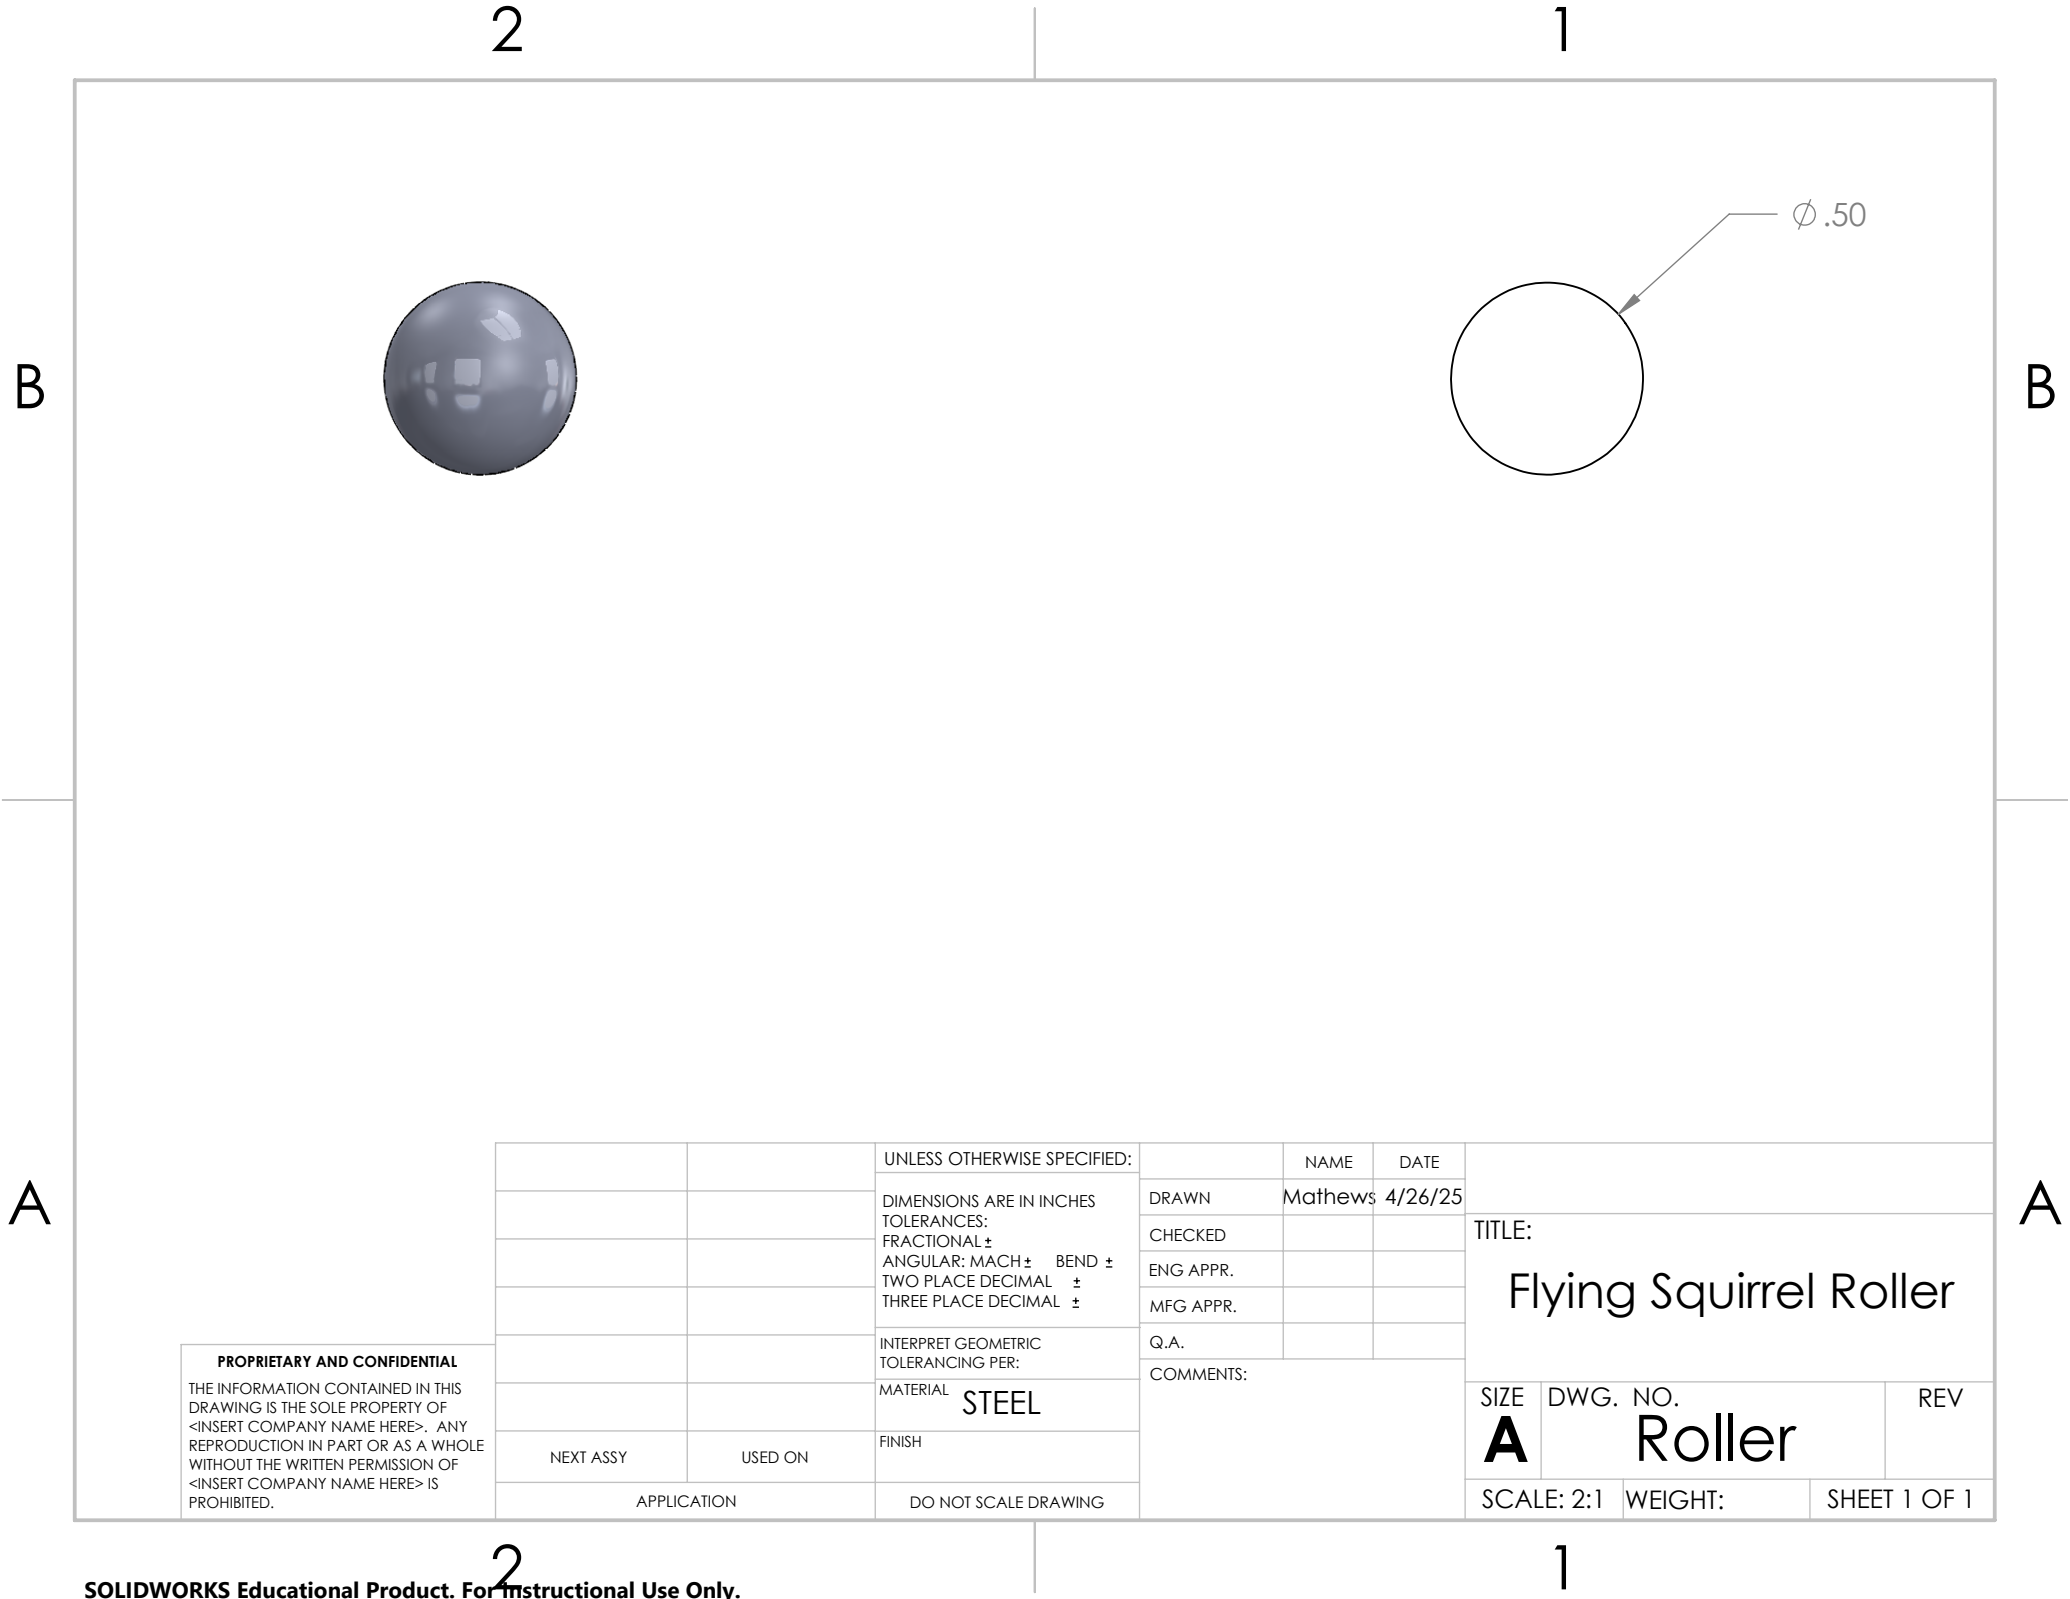 2
1
⌀ .50
B
B
A
A
UNLESS OTHERWISE SPECIFIED:
DIMENSIONS ARE IN INCHES
TOLERANCES:
FRACTIONAL ±
ANGULAR: MACH ± BEND ±
TWO PLACE DECIMAL ±
THREE PLACE DECIMAL ±
INTERPRET GEOMETRIC
TOLERANCING PER:
MATERIAL
STEEL
FINISH
DO NOT SCALE DRAWING
NAME DATE
DRAWN Mathews 4/26/25
CHECKED
ENG APPR.
MFG APPR.
Q.A.
COMMENTS:
TITLE:
Flying Squirrel Roller
SIZE
A
DWG. NO.
Roller
REV
SCALE: 2:1 WEIGHT: SHEET 1 OF 1
PROPRIETARY AND CONFIDENTIAL
THE INFORMATION CONTAINED IN THIS
DRAWING IS THE SOLE PROPERTY OF
<INSERT COMPANY NAME HERE>. ANY
REPRODUCTION IN PART OR AS A WHOLE
WITHOUT THE WRITTEN PERMISSION OF
<INSERT COMPANY NAME HERE> IS
PROHIBITED.
NEXT ASSY USED ON
APPLICATION
2
1
SOLIDWORKS Educational Product. For Instructional Use Only.